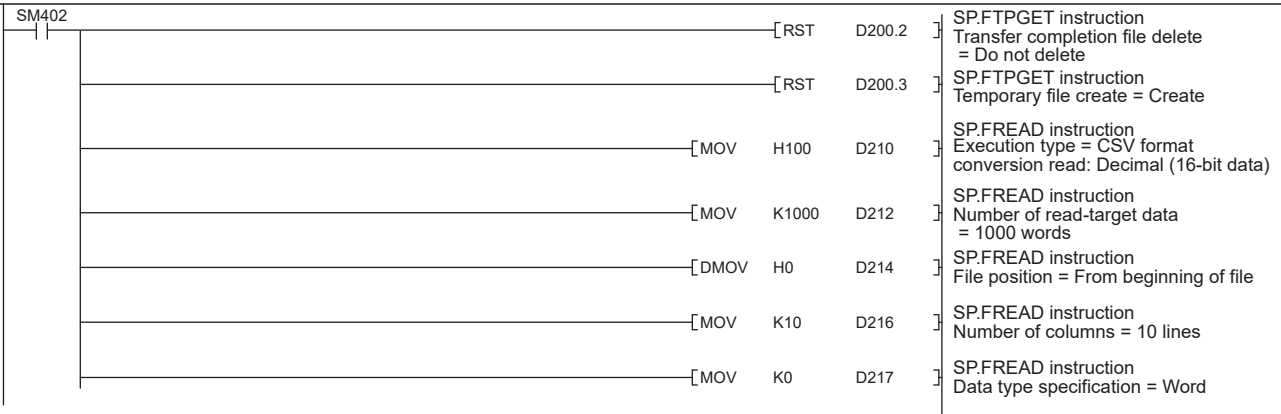 SM402
RST D200.2
SP.FTPGET instruction
Transfer completion file delete
= Do not delete
RST D200.3
SP.FTPGET instruction
Temporary file create = Create
MOV H100 D210
SP.FREAD instruction
Execution type = CSV format
conversion read: Decimal (16-bit data)
MOV K1000 D212
SP.FREAD instruction
Number of read-target data
= 1000 words
DMOV H0 D214
SP.FREAD instruction
File position = From beginning of file
MOV K10 D216
SP.FREAD instruction
Number of columns = 10 lines
MOV K0 D217
SP.FREAD instruction
Data type specification = Word